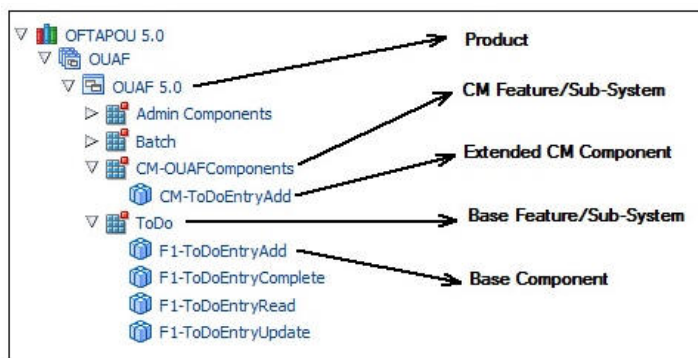 OFTAPOU 5.0
Product
OUAF
OUAF 5.0
CM Feature/Sub-System
Admin Components
Batch
Extended CM Component
CM-OUAFComponents
CM-ToDoEntryAdd
Base Feature/Sub-System
ToDo
F1-ToDoEntryAdd
Base Component
F1-ToDoEntryComplete
F1-ToDoEntryRead
F1-ToDoEntryUpdate